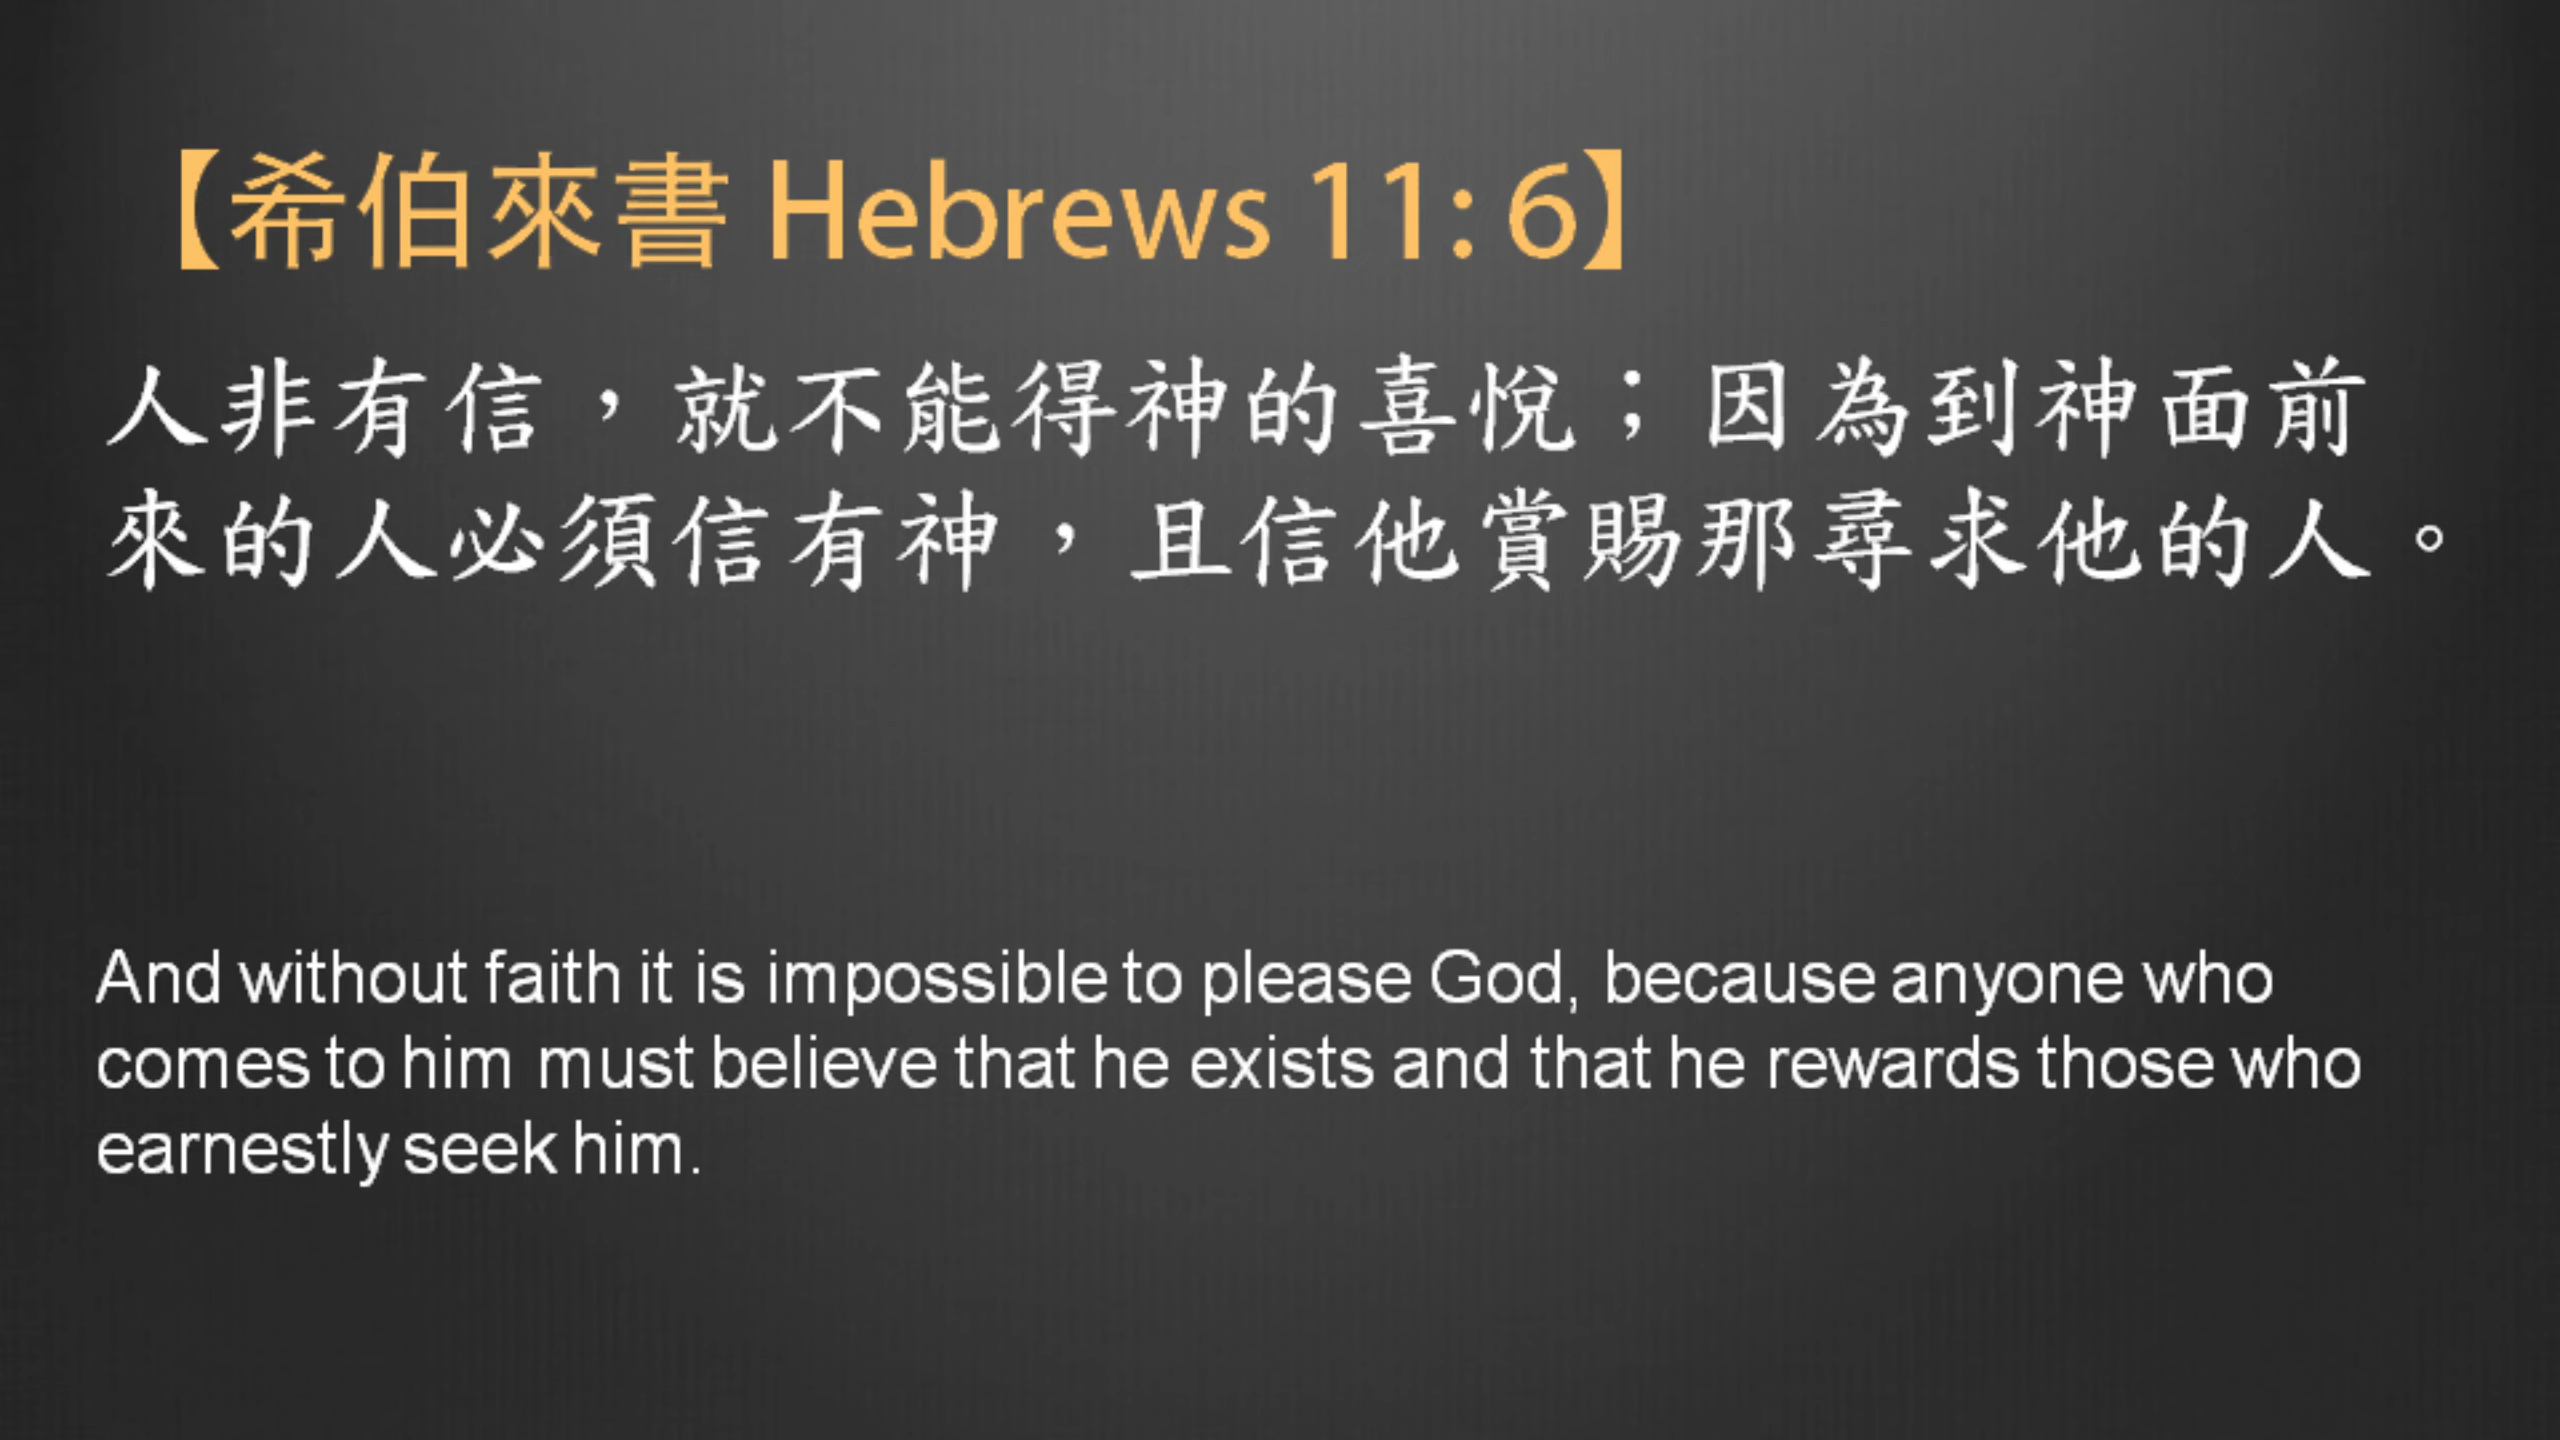 【希伯來書 Hebrews 11: 6】
人非有信，就不能得神的喜悅；因為到神面前
來的人必須信有神，且信他賞賜那尋求他的人。
And without faith it is impossible to please God, because anyone who
comes to him must believe that he exists and that he rewards those who
earnestly seek him.